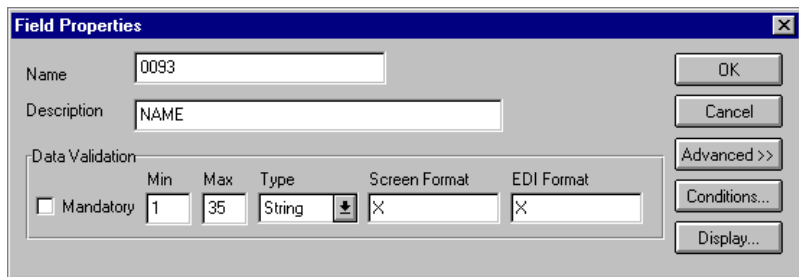 Field Properties
Name 0093 OK
Description NAME Cancel
Data Validation Advanced >>
Min Max Type Screen Format EDI Format
Mandatory 1 35 String X X Conditions...
Display...